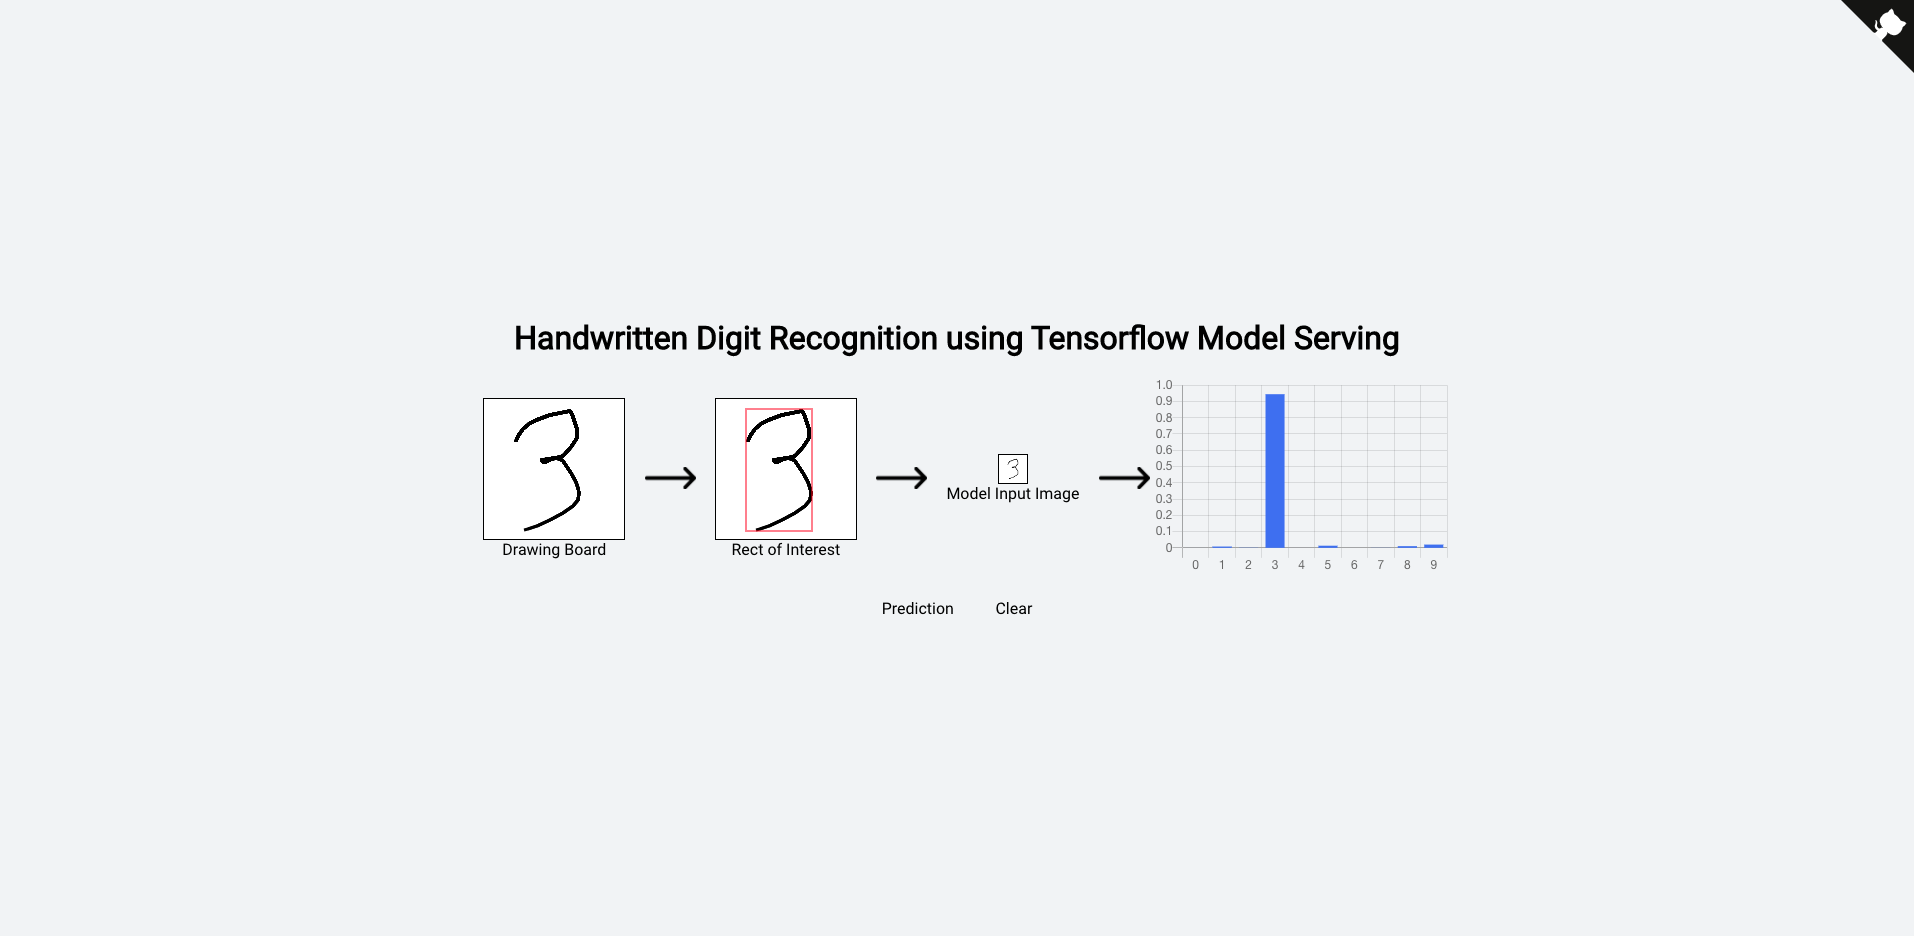 Handwritten Digit Recognition using Tensorflow Model Serving
3
Drawing Board
3
Rect of Interest
3
Model Input Image
1.0
0.9
0.8
0.7
0.6
0.5
0.4
0.3
0.2
0.1
0
0 1 2 3 4 5 6 7 8 9
Prediction Clear